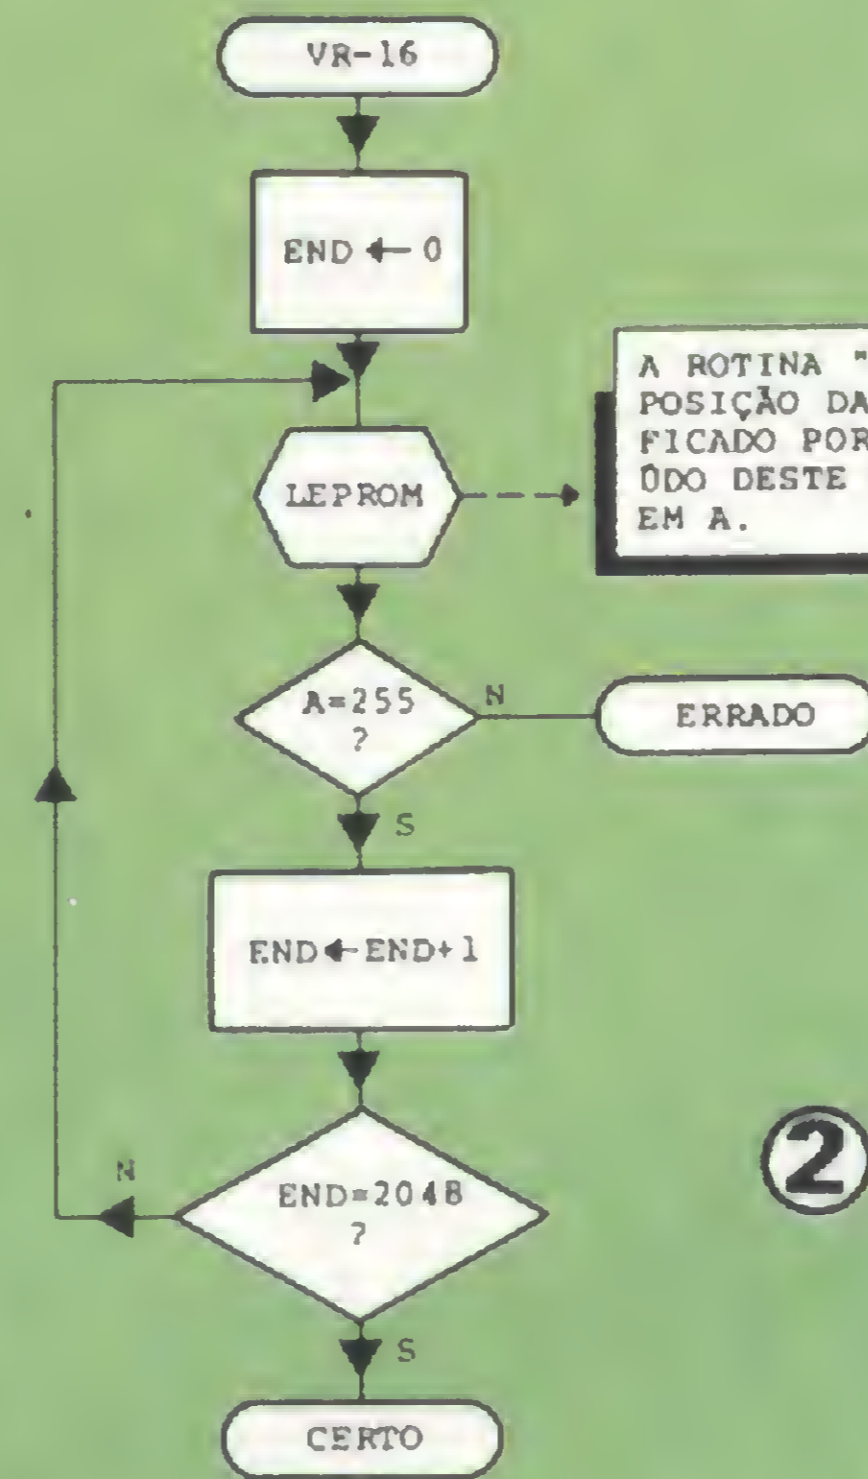 VR-16
END ← 0
A ROTINA "
POSIÇÃO DA
FICADO POR
ÚDO DESTE
EM A.
LEPROM
A=255
?
N
ERRADO
S
END←END+1
N
END=2048
?
2
S
CERTO